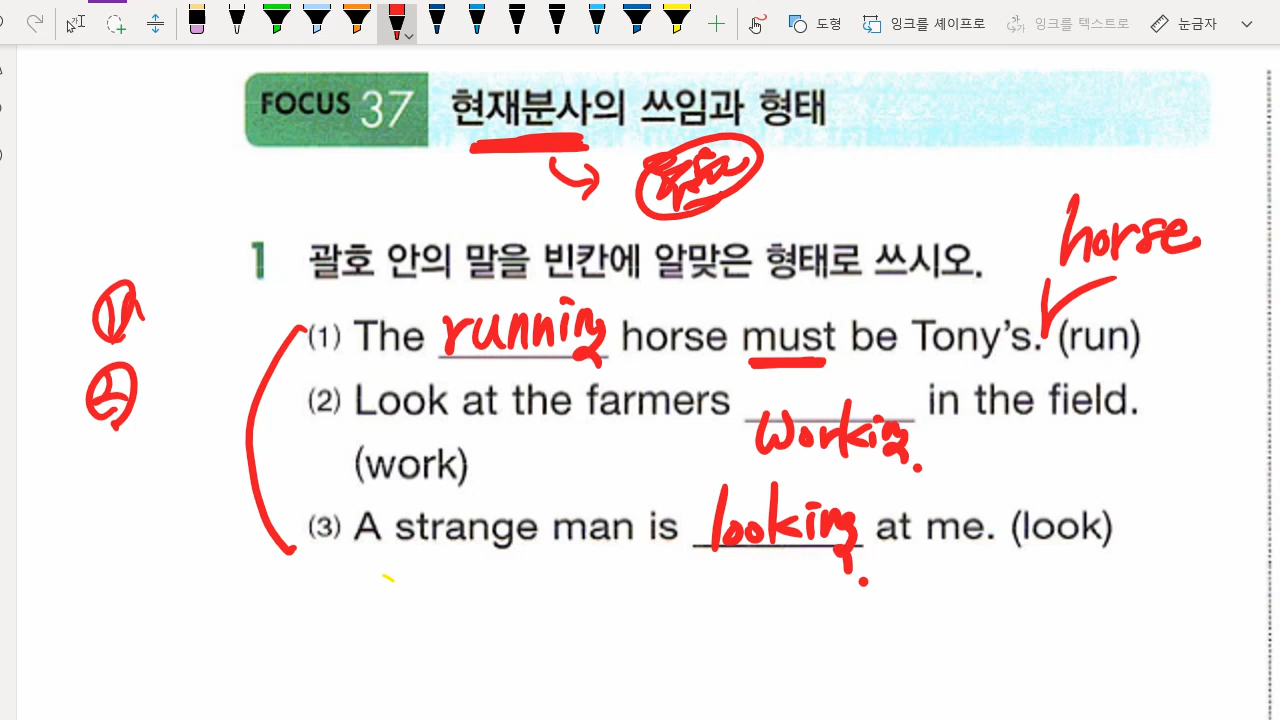 도형 잉크를 셰이프로 잉크를 텍스트로 눈금자
FOCUS 37 현재분사의 쓰임과 형태
horse
1 괄호 안의 말을 빈칸에 알맞은 형태로 쓰시오.
(1) The running horse must be Tony's. (run)
(2) Look at the farmers working in the field.
(work)
(3) A strange man is looking at me. (look)